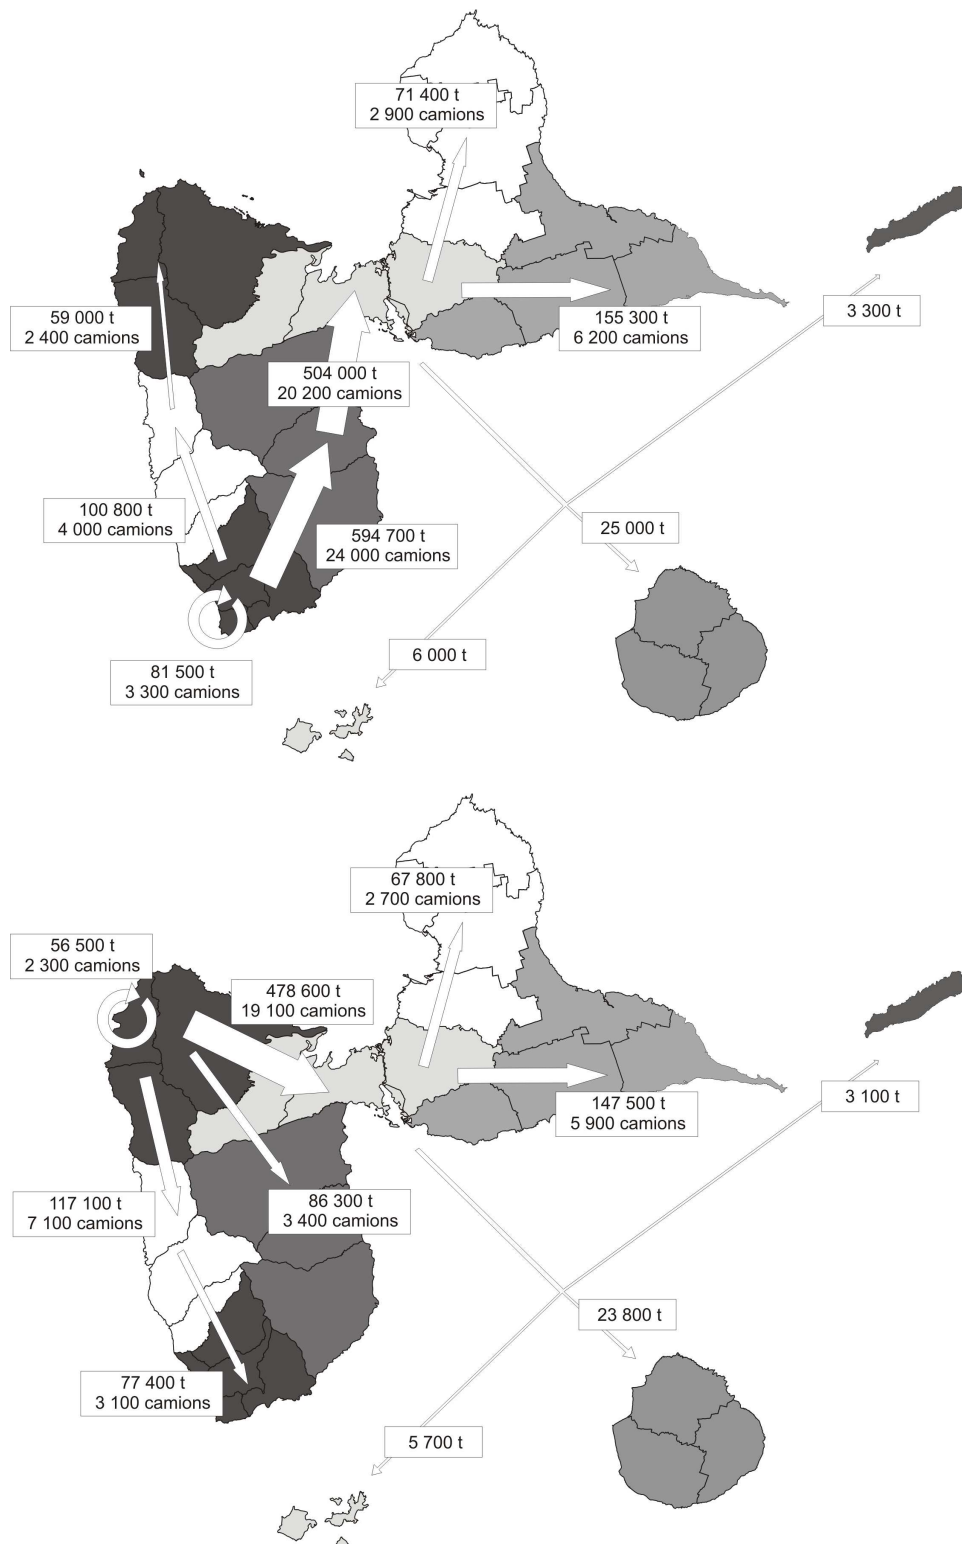 71 400 t
2 900 camions
59 000 t
2 400 camions
155 300 t
6 200 camions
3 300 t
504 000 t
20 200 camions
100 800 t
4 000 camions
594 700 t
24 000 camions
25 000 t
6 000 t
81 500 t
3 300 camions
67 800 t
2 700 camions
56 500 t
2 300 camions
478 600 t
19 100 camions
147 500 t
5 900 camions
3 100 t
117 100 t
7 100 camions
86 300 t
3 400 camions
23 800 t
77 400 t
3 100 camions
5 700 t